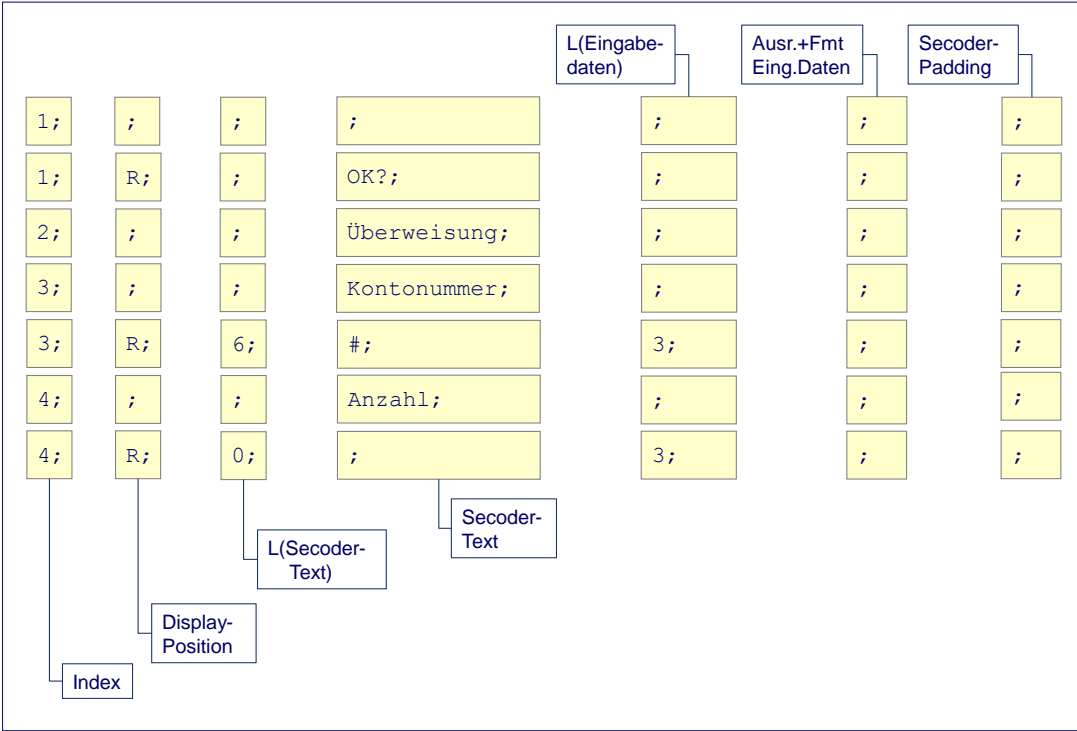 L(Eingabe-
daten)
Ausr.+Fmt
Eing.Daten
Secoder-
Padding
1; ; ; ; ; ; ;
1; R; ; OK?; ; ; ;
2; ; ; Überweisung; ; ; ;
3; ; ; Kontonummer; ; ; ;
3; R; 6; #; 3; ; ;
4; ; ; Anzahl; ; ; ;
4; R; 0; ; 3; ; ;
Secoder-
Text
L(Secoder-
Text)
Display-
Position
Index